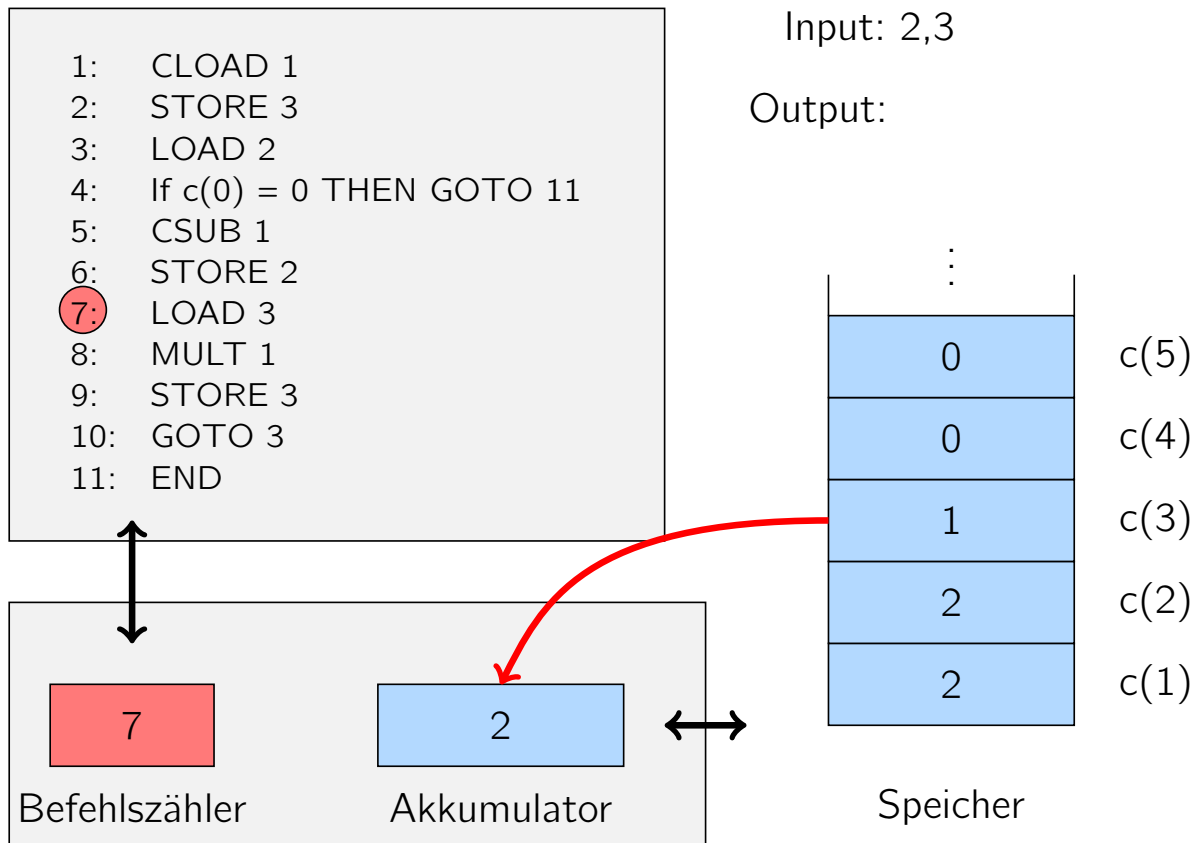 1: CLOAD 1
2: STORE 3
3: LOAD 2
4: If c(0) = 0 THEN GOTO 11
5: CSUB 1
6: STORE 2
7: LOAD 3
8: MULT 1
9: STORE 3
10: GOTO 3
11: END
Input: 2,3
Output:
⋮
0 c(5)
0 c(4)
1 c(3)
2 c(2)
2 c(1)
7
2
Befehlszähler
Akkumulator
Speicher